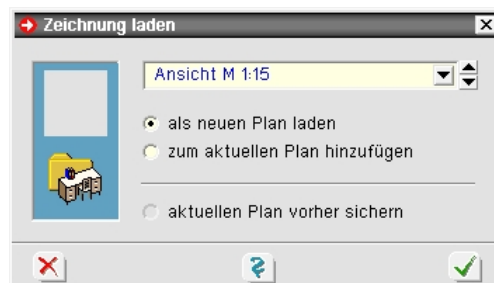 Zeichnung laden
Ansicht M 1:15
als neuen Plan laden
zum aktuellen Plan hinzufügen
aktuellen Plan vorher sichern